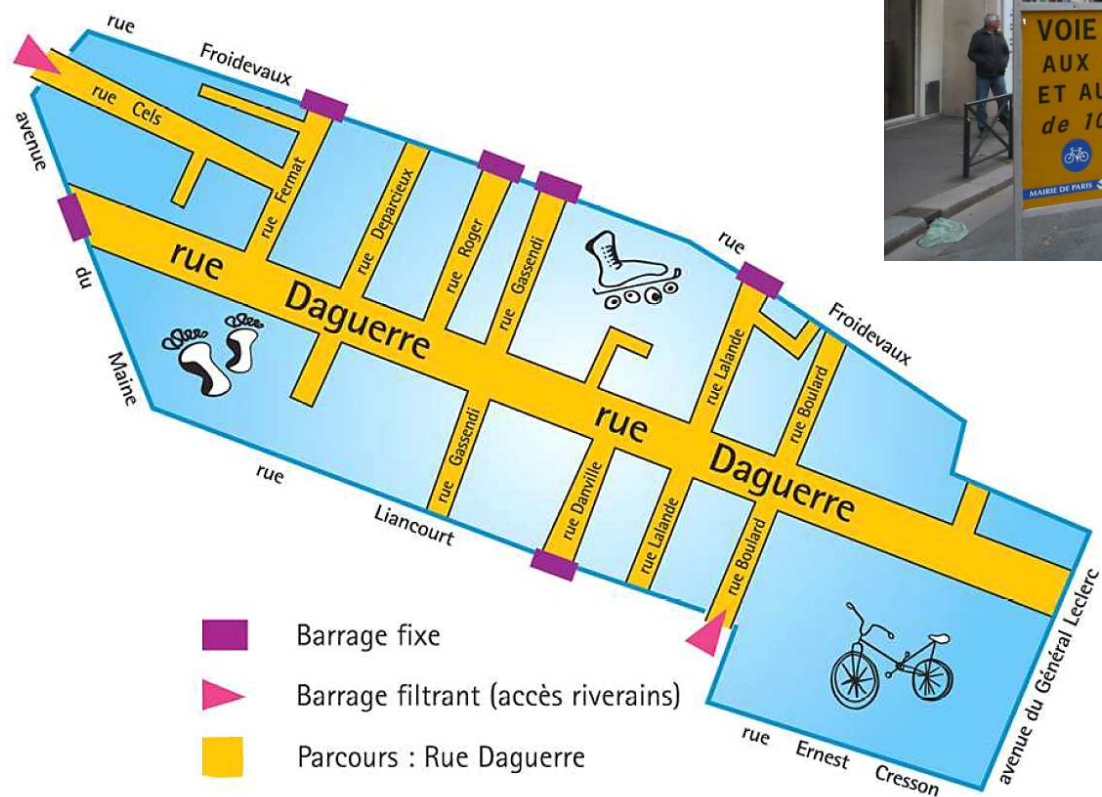 rue
Froidevaux
rue Cels
avenue
du
Maine
rue Fermat
rue Deparcieux
rue Roger
rue Gassendi
rue
Froidevaux
rue Daguerre
rue Lalande
rue Boulard
rue Daguerre
rue Gassendi
rue Danville
rue Lalande
rue Boulard
rue
Liancourt
rue Ernest Cresson
avenue du Général Leclerc
Barrage fixe
Barrage filtrant (accès riverains)
Parcours : Rue Daguerre
VOIE
AUX
ET AU
de 10
MAIRIE DE PARIS